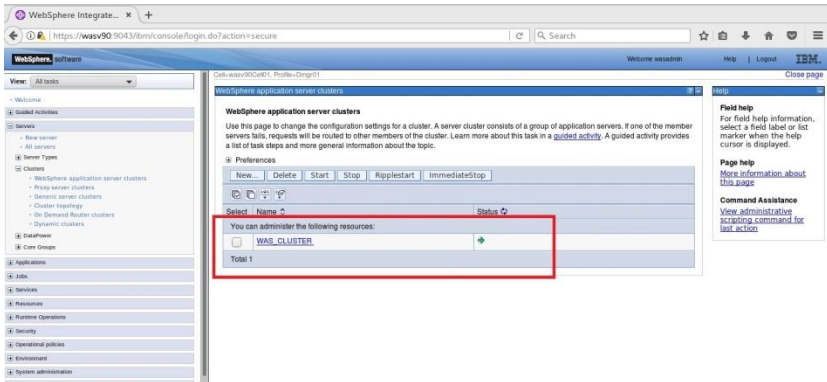 WebSphere Integrate... × +
https://wasv90:9043/ibm/console/login.do?action=secure
Search
WebSphere. software
Welcome wasadmin
Help | Logout
IBM.
View: All tasks
Cell=wasv90Cell01, Profile=Dmgr01
Close page
Welcome
Guided Activities
Servers
New server
All servers
Server Types
Clusters
WebSphere application server clusters
Proxy server clusters
Generic server clusters
Cluster topology
On Demand Router clusters
Dynamic clusters
DataPower
Core Groups
Applications
Jobs
Services
Resources
Runtime Operations
Security
Operational policies
Environment
System administration
WebSphere application server clusters
? -
WebSphere application server clusters
Use this page to change the configuration settings for a cluster. A server cluster consists of a group of application servers. If one of the member
servers fails, requests will be routed to other members of the cluster. Learn more about this task in a guided activity. A guided activity provides
a list of task steps and more general information about the topic.
Preferences
New... Delete Start Stop Ripplestart ImmediateStop
Select Name Status
You can administer the following resources:
WAS_CLUSTER
Total 1
Help
Field help
For field help information,
select a field label or list
marker when the help
cursor is displayed.
Page help
More information about
this page
Command Assistance
View administrative
scripting command for
last action